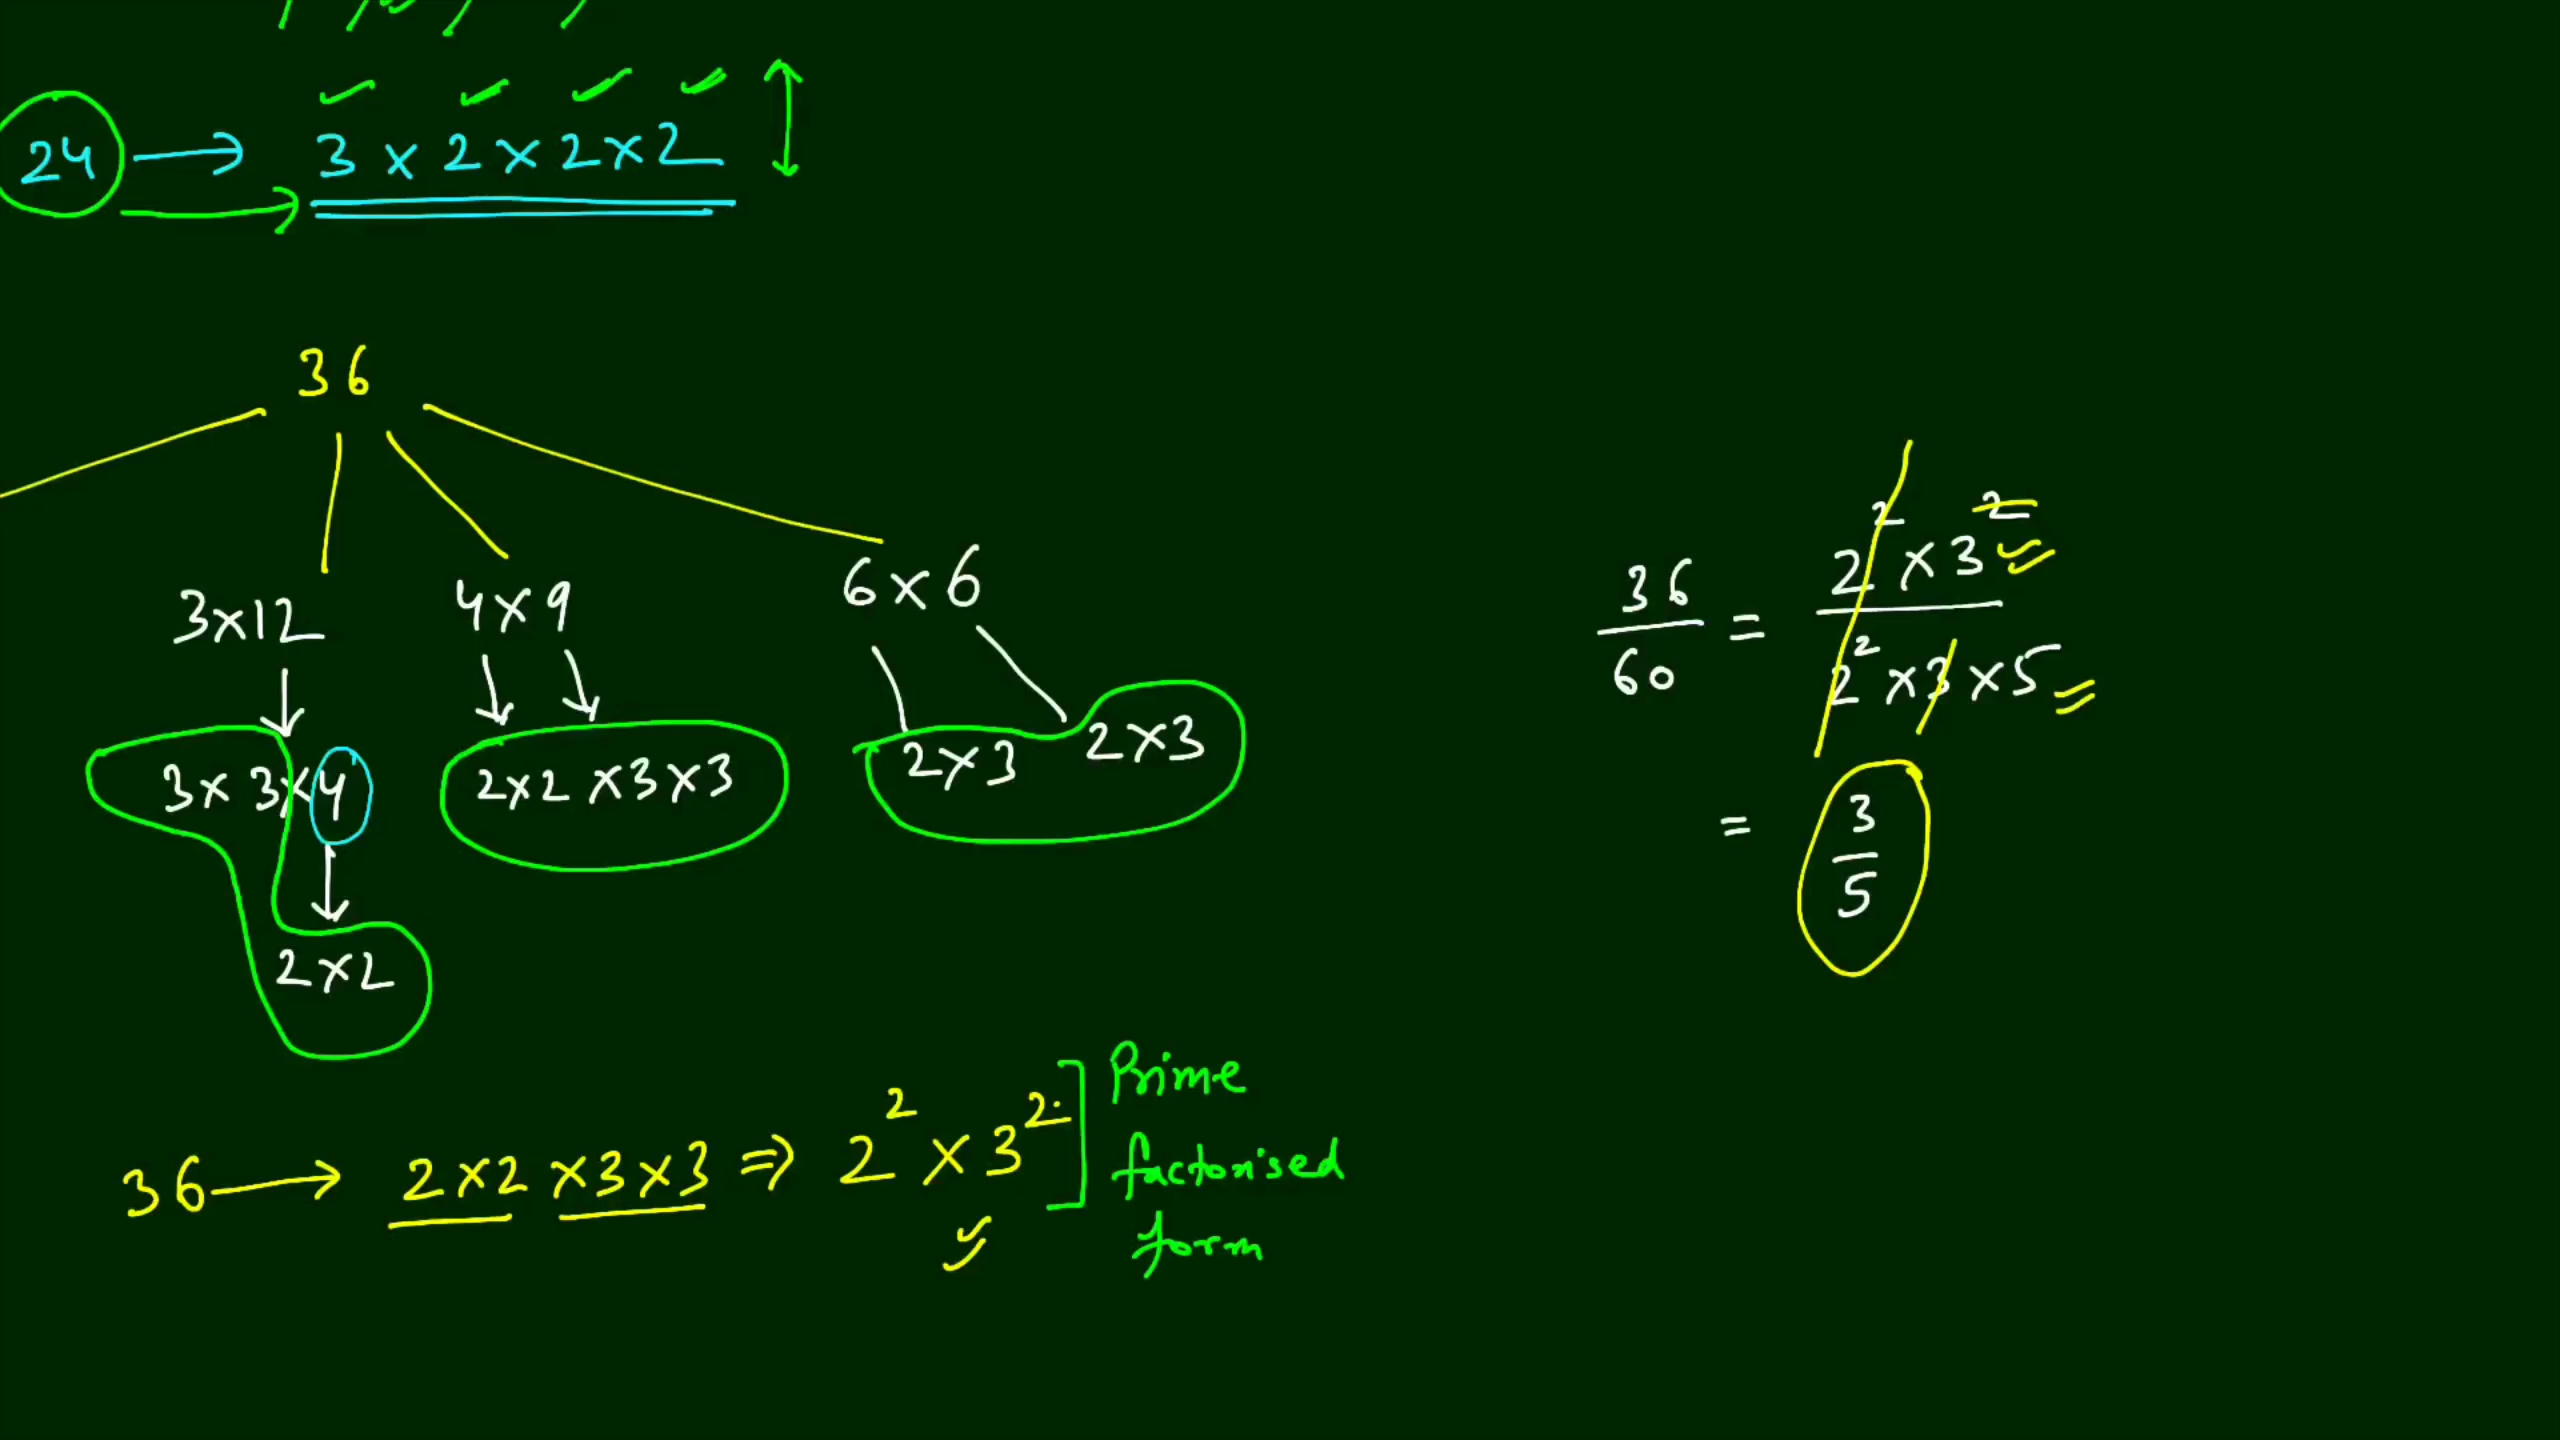 24 → 3 × 2 × 2 × 2
36
3×12 4×9 6×6
3×3×4 2×2×3×3 2×3 2×3
2×2
36 → 2×2×3×3 ⇒ 2² × 3² ] Prime
factorised
form
36/60 = 2² × 3² / 2² × 3 × 5
= 3/5